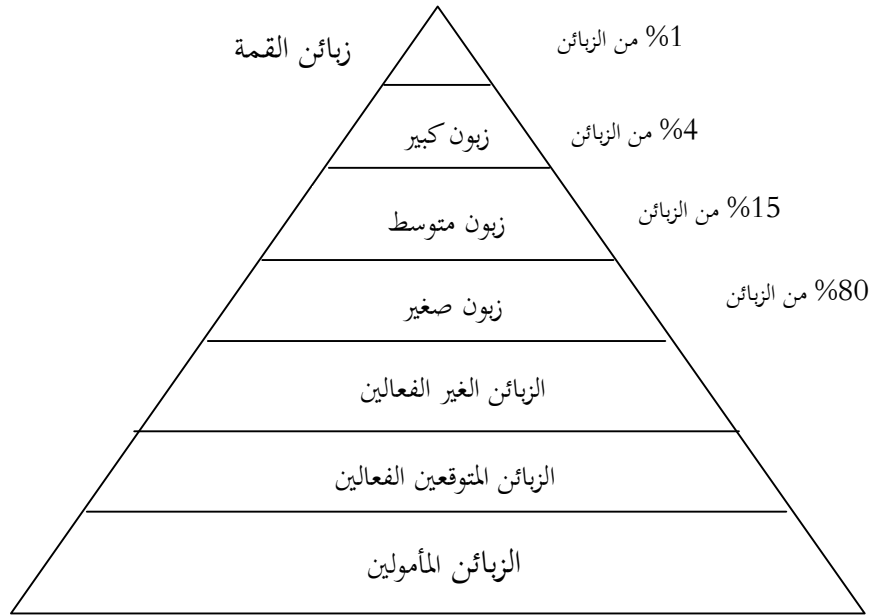 زبائن القمة
%1 من الزبائن
زبون كبير
%4 من الزبائن
زبون متوسط
%15 من الزبائن
زبون صغير
%80 من الزبائن
الزبائن الغير الفعالين
الزبائن المتوقعين الفعالين
الزبائن المأمولين